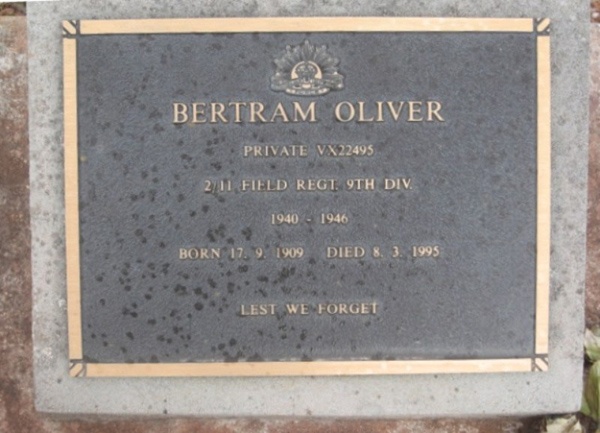 BERTRAM OLIVER
PRIVATE VX22495
2/11 FIELD REGT. 9TH DIV.
1940 - 1946
BORN 17. 9. 1909 DIED 8. 3. 1995
LEST WE FORGET